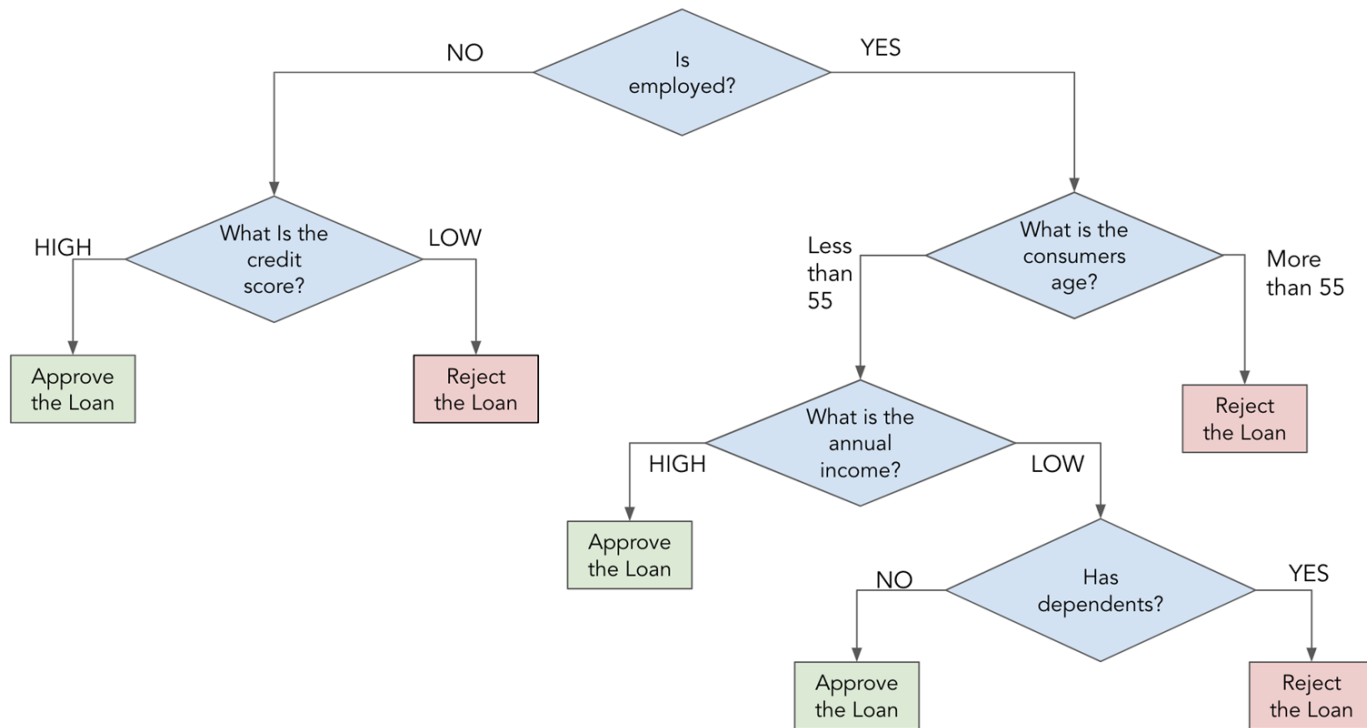 Is
employed?
NO
YES
What Is the
credit
score?
HIGH
LOW
Approve
the Loan
Reject
the Loan
What is the
consumers
age?
Less
than
55
More
than 55
Reject
the Loan
What is the
annual
income?
HIGH
LOW
Approve
the Loan
Has
dependents?
NO
YES
Approve
the Loan
Reject
the Loan